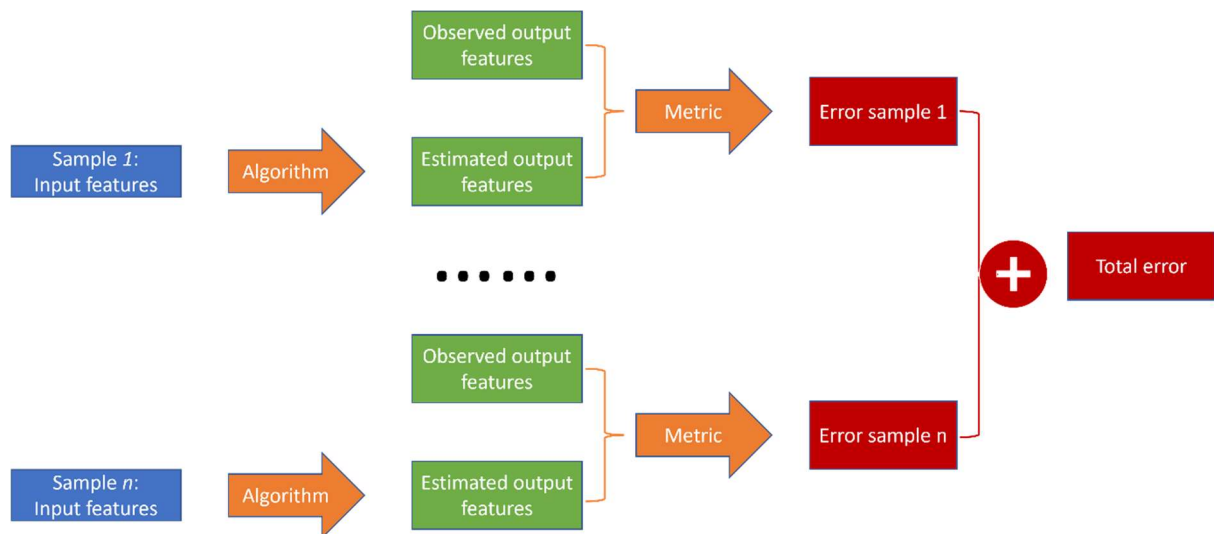 Observed output
features
Metric
Error sample 1
Sample 1:
Input features
Algorithm
Estimated output
features
Total error
Observed output
features
Metric
Error sample n
Sample n:
Input features
Algorithm
Estimated output
features